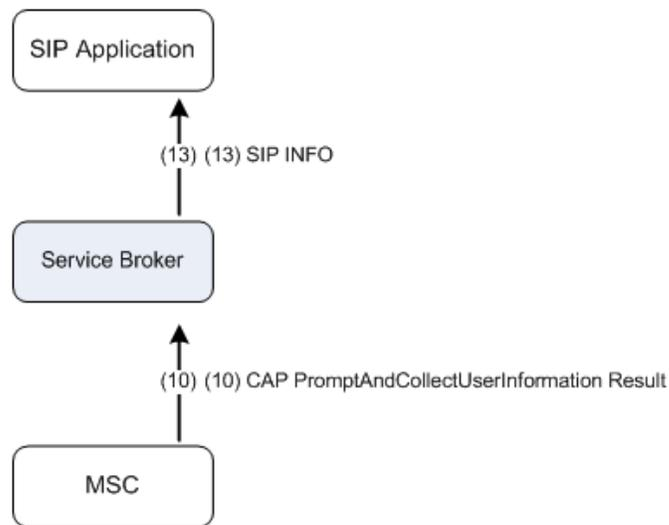 SIP Application
(13) (13) SIP INFO
Service Broker
(10) (10) CAP PromptAndCollectUserInformation Result
MSC